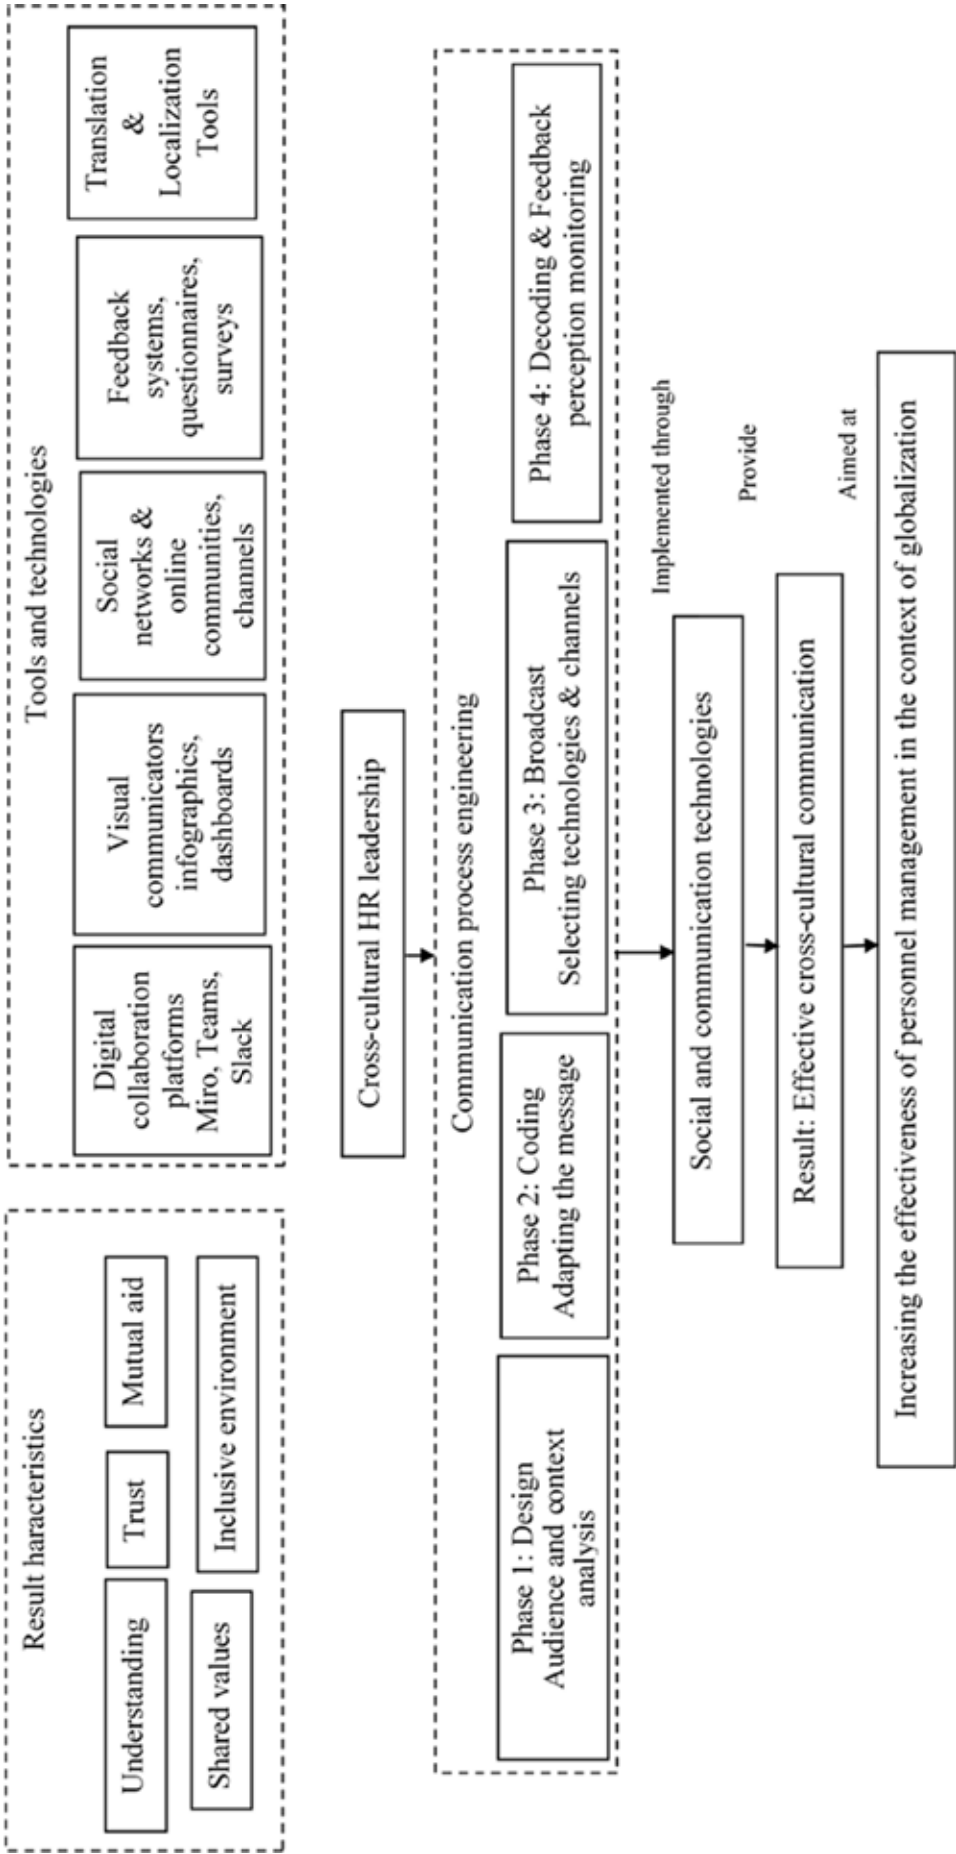 Result haracteristics
Understanding
Trust
Mutual aid
Shared values
Inclusive environment
Tools and technologies
Digital
collaboration
platforms
Miro, Teams,
Slack
Visual
communicators
infographics,
dashboards
Social
networks &
online
communities,
channels
Feedback
systems,
questionnaires,
surveys
Translation
&
Localization
Tools
Cross-cultural HR leadership
Communication process engineering
Phase 1: Design
Audience and context
analysis
Phase 2: Coding
Adapting the message
Phase 3: Broadcast
Selecting technologies & channels
Phase 4: Decoding & Feedback
perception monitoring
Implemented through
Social and communication technologies
Provide
Result: Effective cross-cultural communication
Aimed at
Increasing the effectiveness of personnel management in the context of globalization